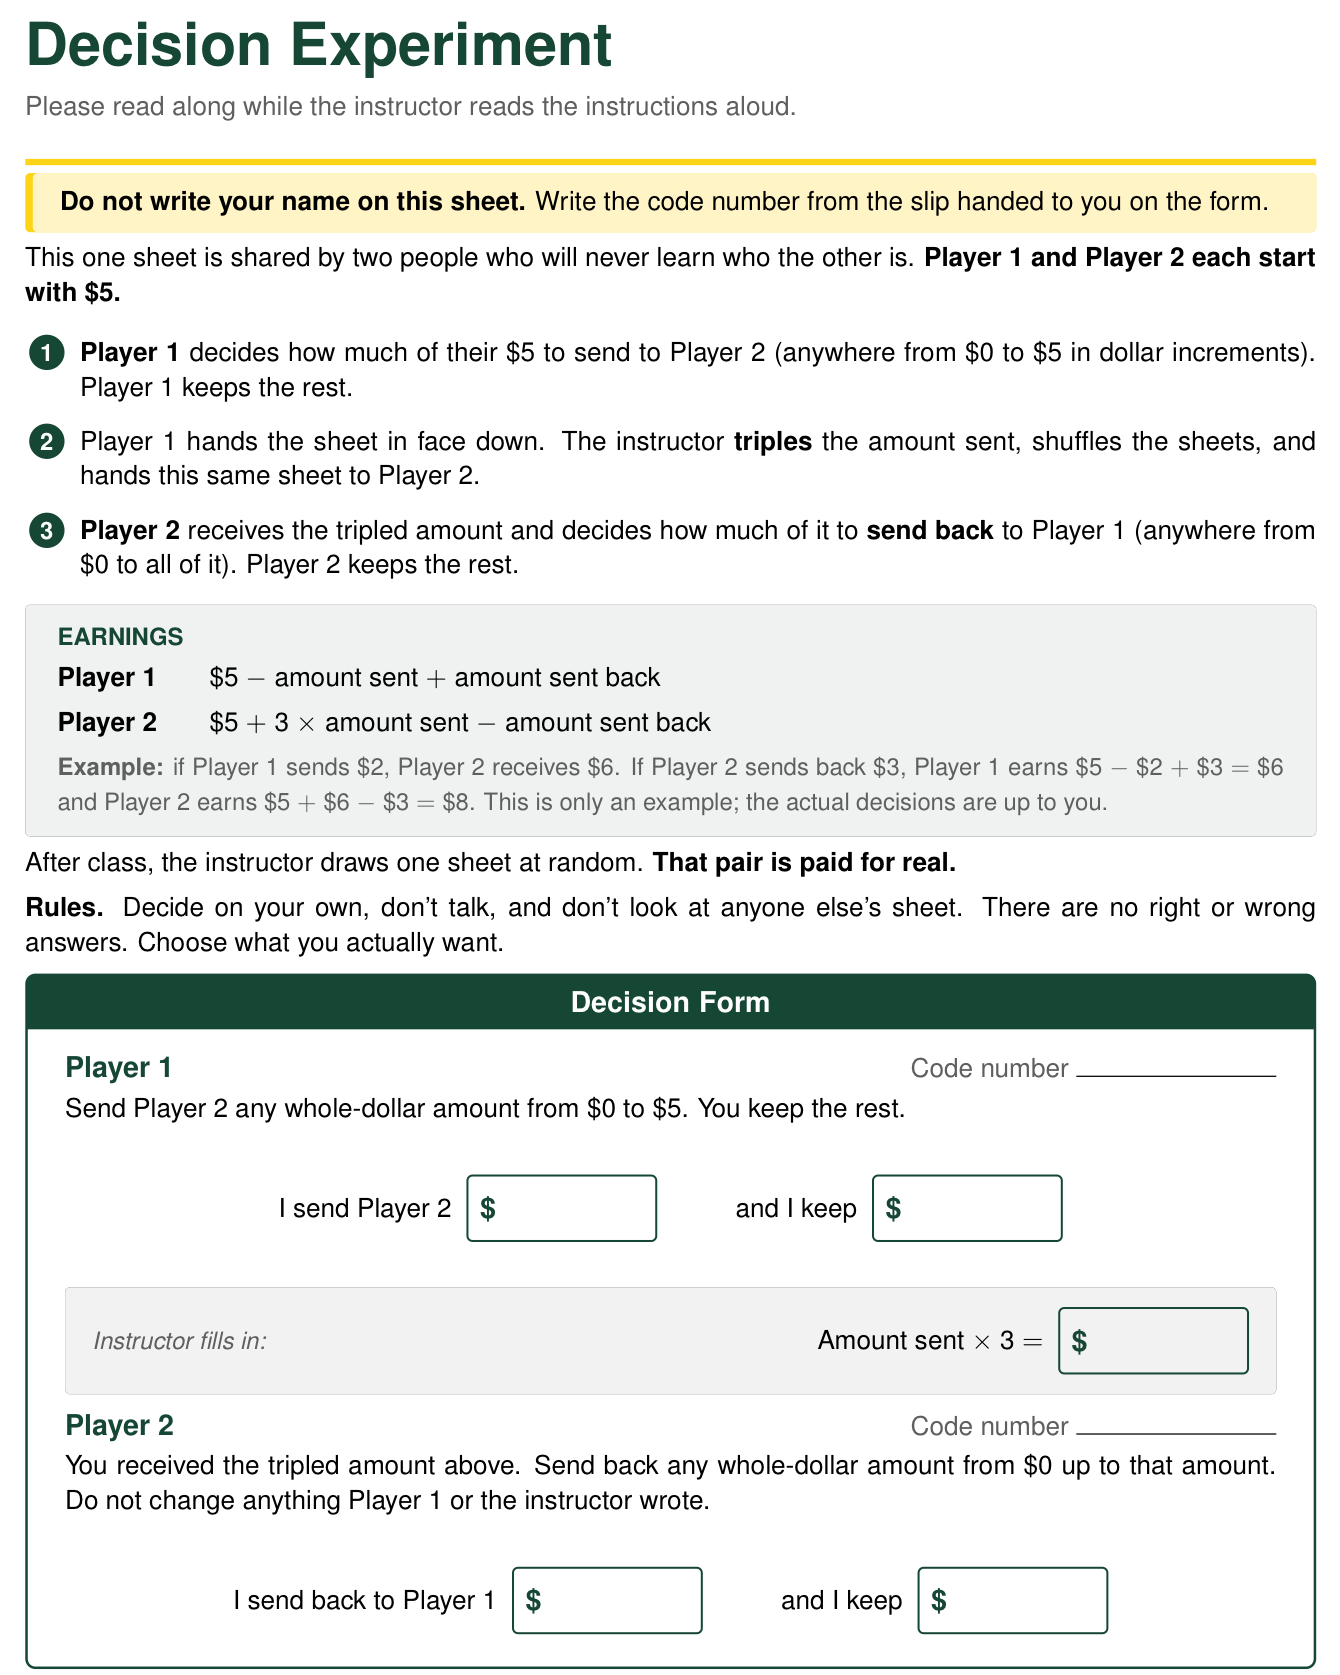 Decision Experiment
Please read along while the instructor reads the instructions aloud.
Do not write your name on this sheet. Write the code number from the slip handed to you on the form.
This one sheet is shared by two people who will never learn who the other is. Player 1 and Player 2 each start
with $5.
1 Player 1 decides how much of their $5 to send to Player 2 (anywhere from $0 to $5 in dollar increments).
Player 1 keeps the rest.
2 Player 1 hands the sheet in face down. The instructor triples the amount sent, shuffles the sheets, and
hands this same sheet to Player 2.
3 Player 2 receives the tripled amount and decides how much of it to send back to Player 1 (anywhere from
$0 to all of it). Player 2 keeps the rest.
EARNINGS
Player 1 $5 − amount sent + amount sent back
Player 2 $5 + 3 × amount sent − amount sent back
Example: if Player 1 sends $2, Player 2 receives $6. If Player 2 sends back $3, Player 1 earns $5 − $2 + $3 = $6
and Player 2 earns $5 + $6 − $3 = $8. This is only an example; the actual decisions are up to you.
After class, the instructor draws one sheet at random. That pair is paid for real.
Rules. Decide on your own, don’t talk, and don’t look at anyone else’s sheet. There are no right or wrong
answers. Choose what you actually want.
Decision Form
Player 1 Code number
Send Player 2 any whole-dollar amount from $0 to $5. You keep the rest.
I send Player 2 $ and I keep $
Instructor fills in: Amount sent × 3 = $
Player 2 Code number
You received the tripled amount above. Send back any whole-dollar amount from $0 up to that amount.
Do not change anything Player 1 or the instructor wrote.
I send back to Player 1 $ and I keep $